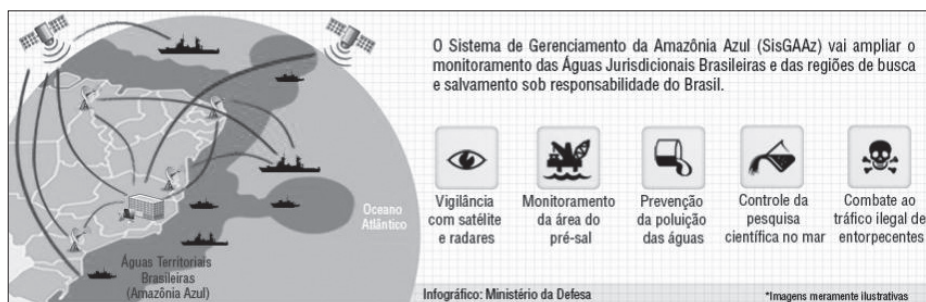 O Sistema de Gerenciamento da Amazônia Azul (SisGAAz) vai ampliar o
monitoramento das Águas Jurisdicionais Brasileiras e das regiões de busca
e salvamento sob responsabilidade do Brasil.
Vigilância
com satélite
e radares
Monitoramento
da área do
pré-sal
Prevenção
da poluição
das águas
Controle da
pesquisa
científica no mar
Combate ao
tráfico ilegal de
entorpecentes
Oceano
Atlântico
Águas Territoriais
Brasileiras
(Amazônia Azul)
Infográfico: Ministério da Defesa
*Imagens meramente ilustrativas